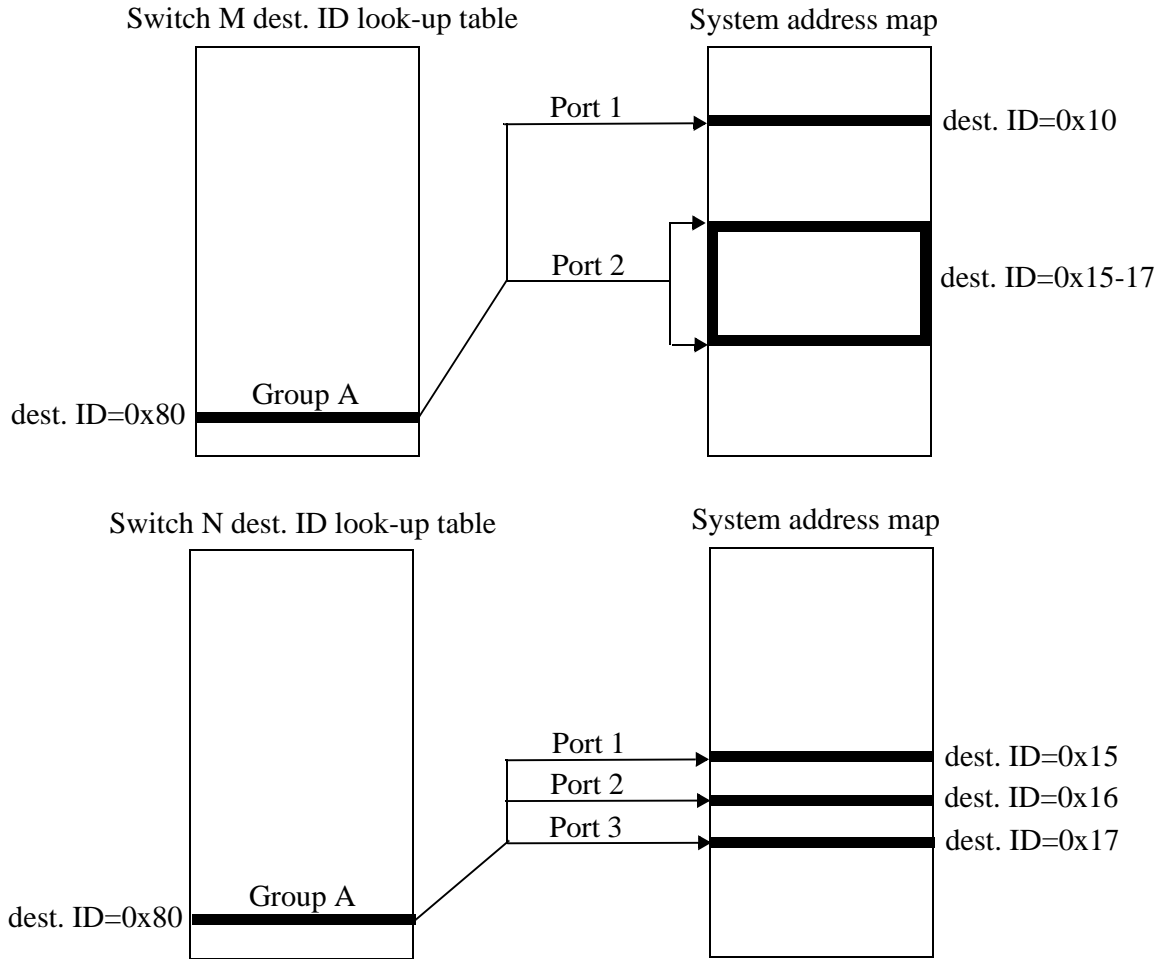 Switch M dest. ID look-up table
System address map
Port 1
dest. ID=0x10
Port 2
dest. ID=0x15-17
Group A
dest. ID=0x80
Switch N dest. ID look-up table
System address map
Port 1
dest. ID=0x15
Port 2
dest. ID=0x16
Port 3
dest. ID=0x17
Group A
dest. ID=0x80